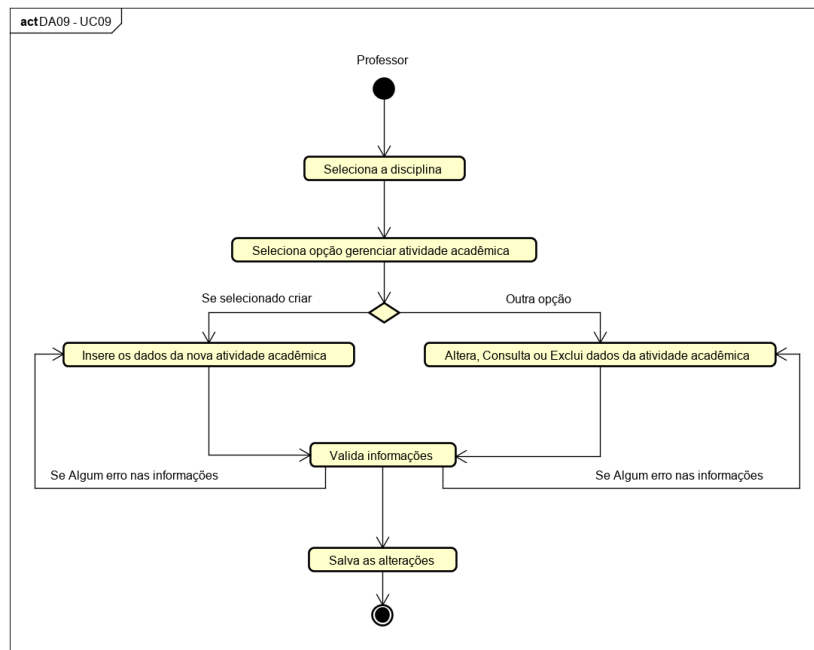 act DA09 - UC09
Professor
Seleciona a disciplina
Seleciona opção gerenciar atividade acadêmica
Se selecionado criar
Outra opção
Insere os dados da nova atividade acadêmica
Altera, Consulta ou Exclui dados da atividade acadêmica
Valida informações
Se Algum erro nas informações
Se Algum erro nas informações
Salva as alterações